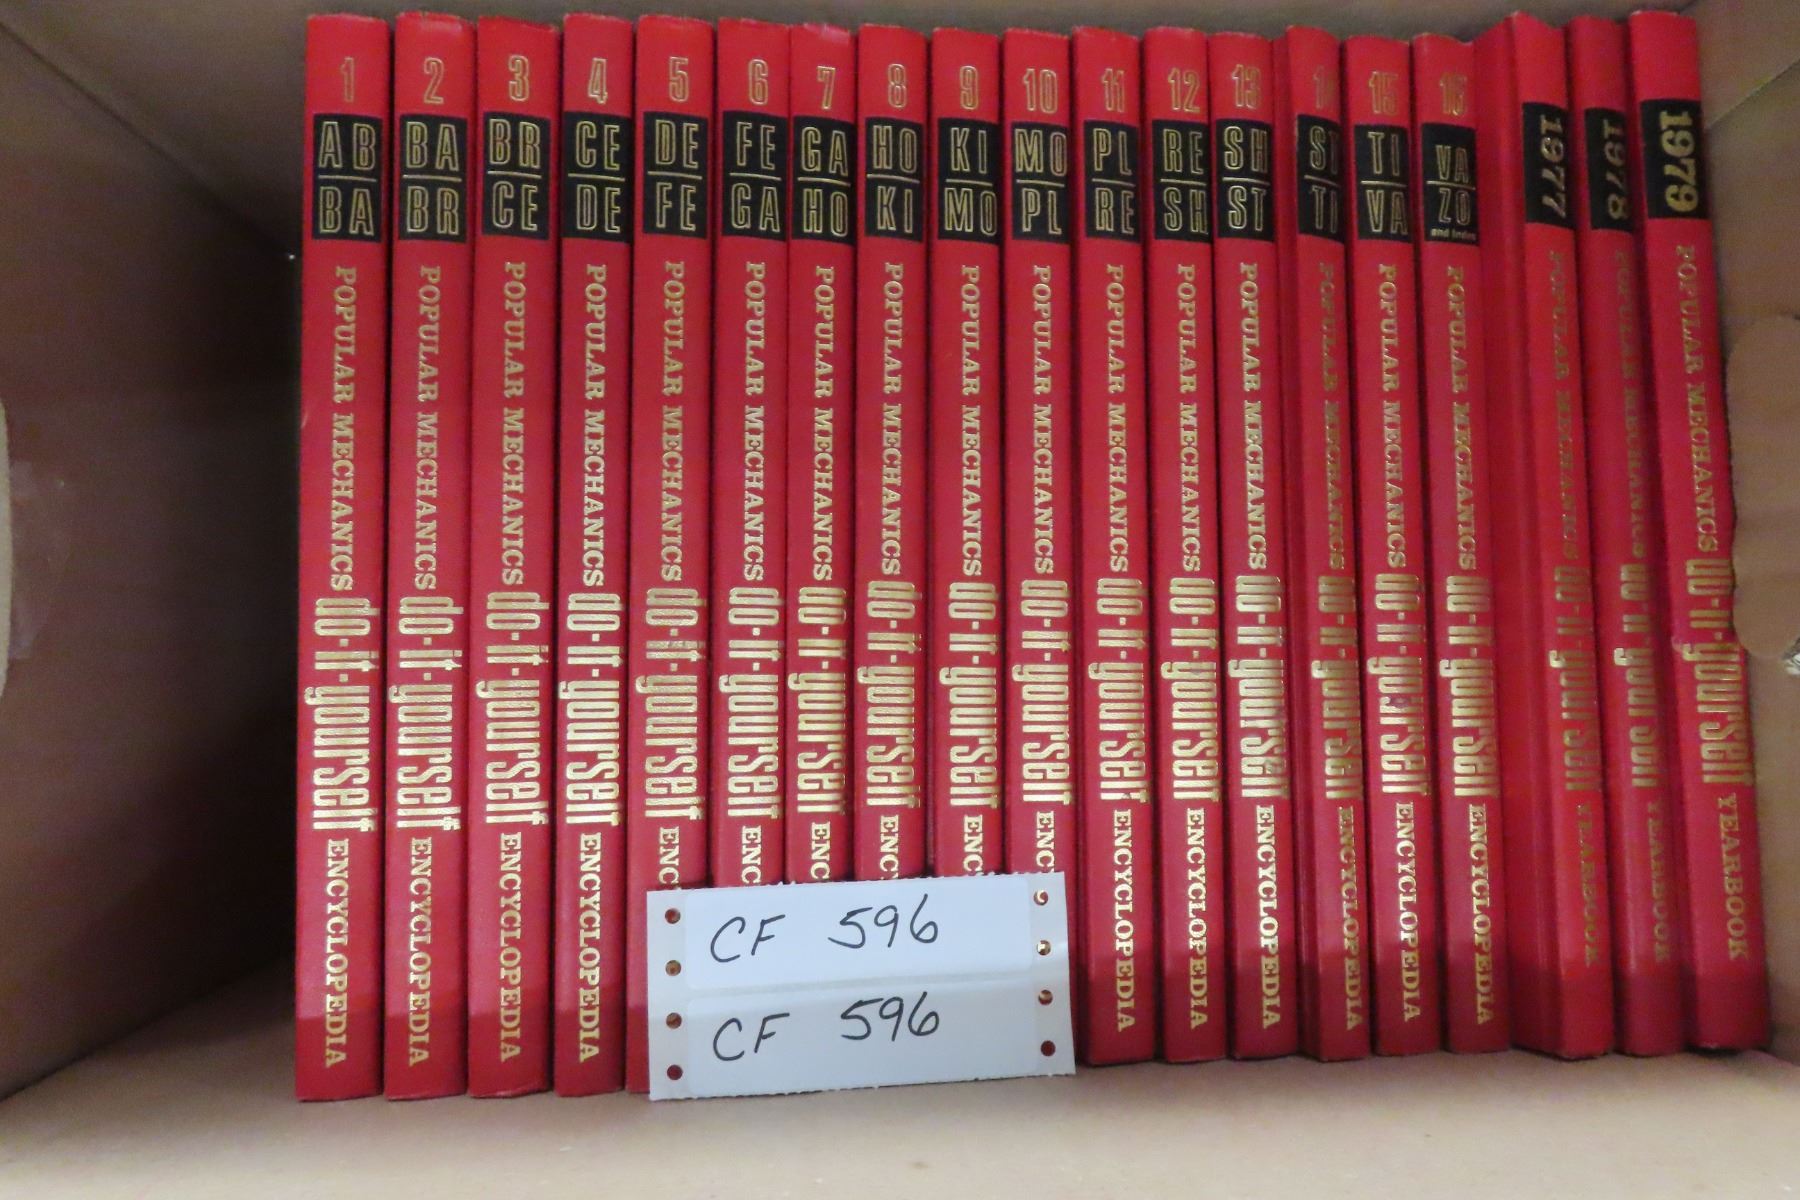 1
AB
BA
POPULAR MECHANICS do-it-yourself ENCYCLOPEDIA
2
BA
BR
POPULAR MECHANICS do-it-yourself ENCYCLOPEDIA
3
BR
CE
POPULAR MECHANICS do-it-yourself ENCYCLOPEDIA
4
CE
DE
POPULAR MECHANICS do-it-yourself ENCYCLOPEDIA
5
DE
FE
POPULAR MECHANICS do-it-yourself ENCY
6
FE
GA
POPULAR MECHANICS do-it-yourself ENC
7
GA
HO
POPULAR MECHANICS do-it-yourself ENC
8
HO
KI
POPULAR MECHANICS do-it-yourself ENC
9
KI
MO
POPULAR MECHANICS do-it-yourself ENC
10
MO
PL
POPULAR MECHANICS do-it-yourself ENC
11
PL
RE
POPULAR MECHANICS do-it-yourself ENCYCLOPEDIA
12
RE
SH
POPULAR MECHANICS do-it-yourself ENCYCLOPEDIA
13
SH
ST
POPULAR MECHANICS do-it-yourself ENCYCLOPEDIA
14
ST
TI
POPULAR MECHANICS do-it-yourself ENCYCLOPEDIA
15
TI
VA
POPULAR MECHANICS do-it-yourself ENCYCLOPEDIA
16
VA
ZO
and Index
POPULAR MECHANICS do-it-yourself ENCYCLOPEDIA
1977
POPULAR MECHANICS do-it-yourself YEARBOOK
1978
POPULAR MECHANICS do-it-yourself YEARBOOK
1979
POPULAR MECHANICS do-it-yourself YEARBOOK
CF 596
CF 596